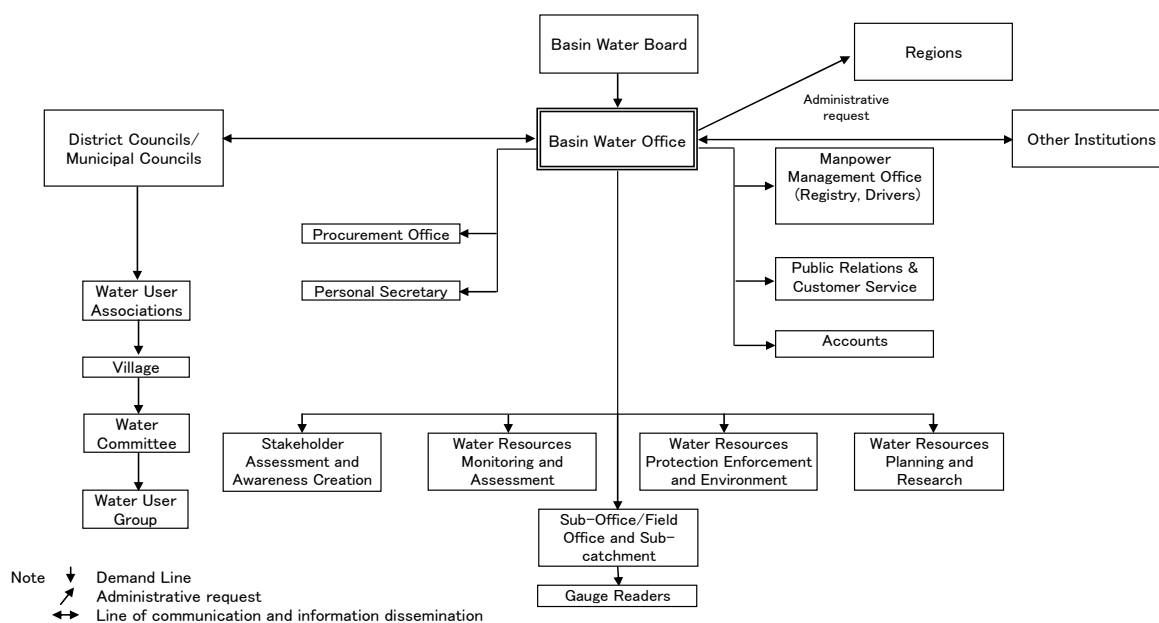 Basin Water Board
Regions
Administrative
request
District Councils/
Municipal Councils
Basin Water Office
Other Institutions
Manpower
Management Office
(Registry, Drivers)
Procurement Office
Public Relations &
Customer Service
Personal Secretary
Water User
Associations
Accounts
Village
Water
Committee
Stakeholder
Assessment and
Awareness Creation
Water Resources
Monitoring and
Assessment
Water Resources
Protection Enforcement
and Environment
Water Resources
Planning and
Research
Water User
Group
Sub-Office/Field
Office and Sub-
catchment
Gauge Readers
Note
Demand Line
Administrative request
Line of communication and information dissemination